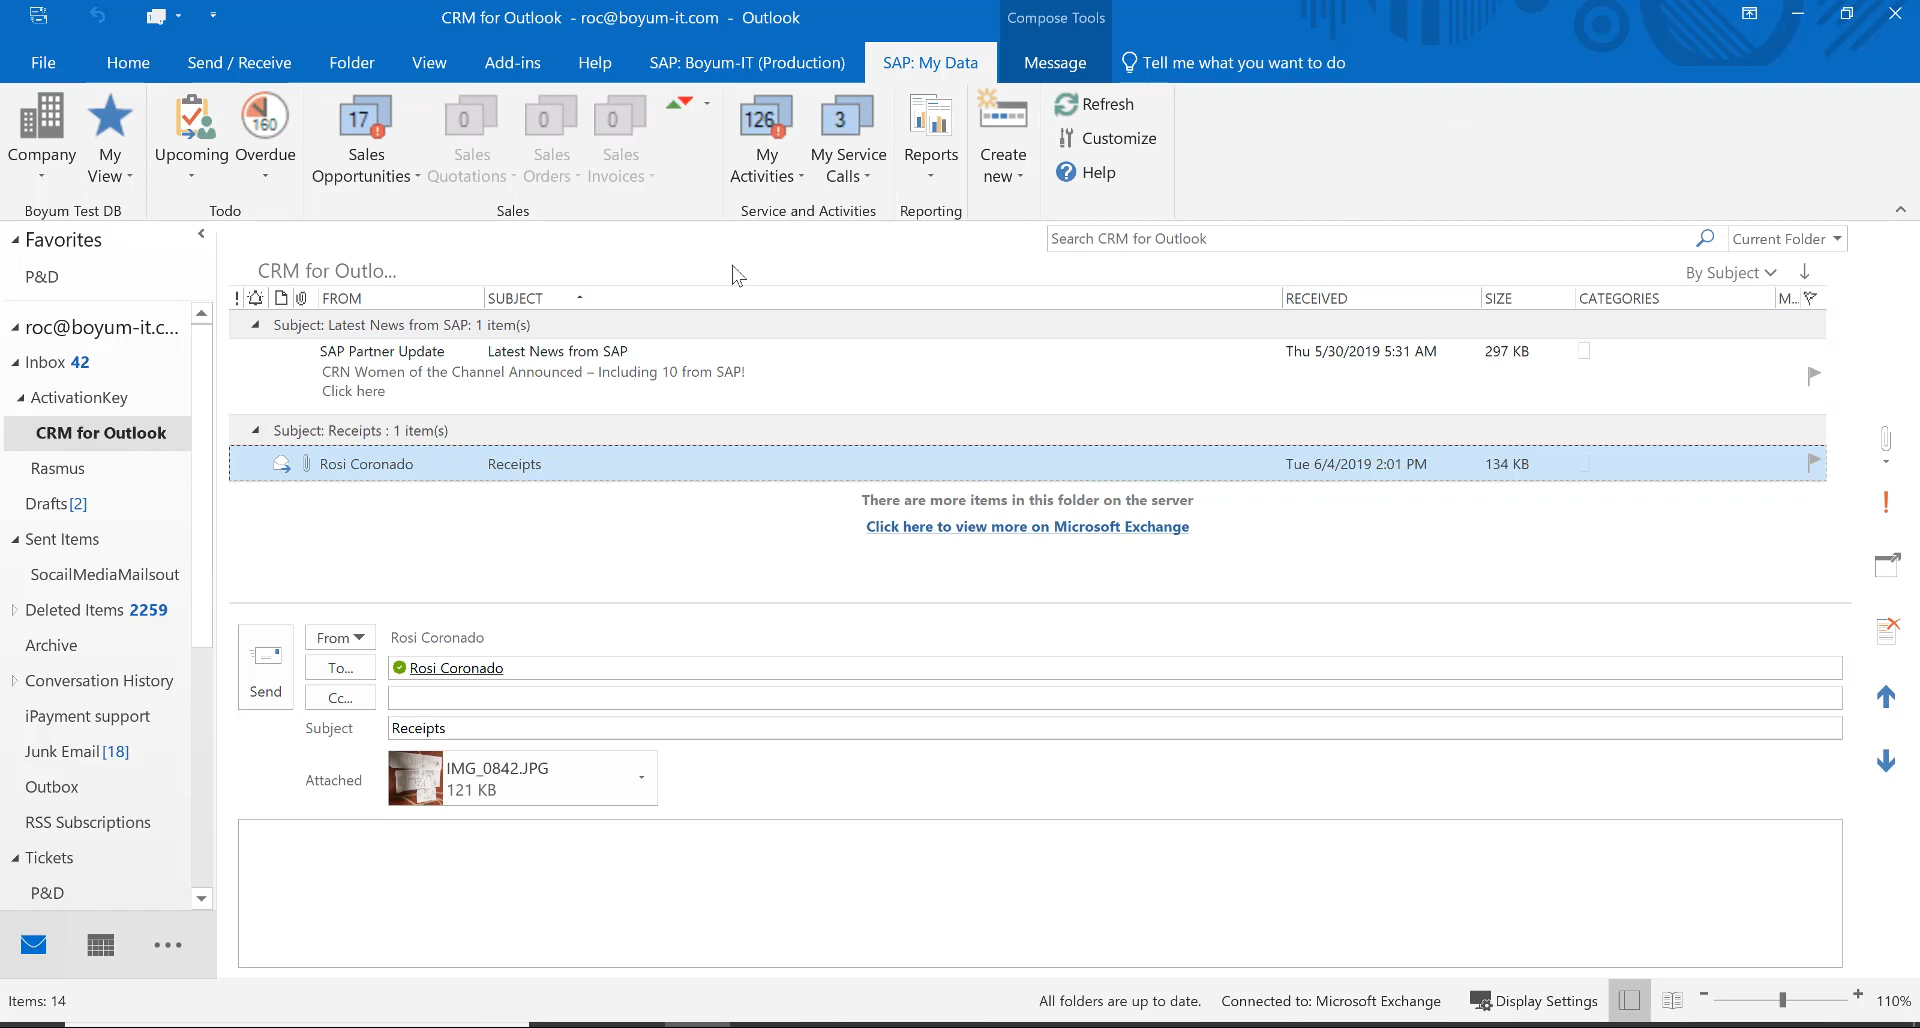 CRM for Outlook - roc@boyum-it.com - Outlook
Compose Tools
File Home Send / Receive Folder View Add-ins Help SAP: Boyum-IT (Production) SAP: My Data Message Tell me what you want to do
160 17 0 0 0 126 3
Company My View Upcoming Overdue Sales Opportunities Sales Quotations Sales Orders Sales Invoices My Activities My Service Calls Reports Create new
Refresh
Customize
Help
Boyum Test DB Todo Sales Service and Activities Reporting
Favorites
P&D
roc@boyum-it.c...
Inbox 42
ActivationKey
CRM for Outlook
Rasmus
Drafts [2]
Sent Items
SocailMediaMailsout
Deleted Items 2259
Archive
Conversation History
iPayment support
Junk Email [18]
Outbox
RSS Subscriptions
Tickets
P&D
Search CRM for Outlook Current Folder
CRM for Outlo... By Subject
! FROM SUBJECT RECEIVED SIZE CATEGORIES M...
Subject: Latest News from SAP: 1 item(s)
SAP Partner Update Latest News from SAP Thu 5/30/2019 5:31 AM 297 KB
CRN Women of the Channel Announced – Including 10 from SAP!
Click here
Subject: Receipts : 1 item(s)
Rosi Coronado Receipts Tue 6/4/2019 2:01 PM 134 KB
There are more items in this folder on the server
Click here to view more on Microsoft Exchange
Send
From Rosi Coronado
To... Rosi Coronado
Cc...
Subject Receipts
Attached IMG_0842.JPG
121 KB
Items: 14 All folders are up to date. Connected to: Microsoft Exchange Display Settings 110%